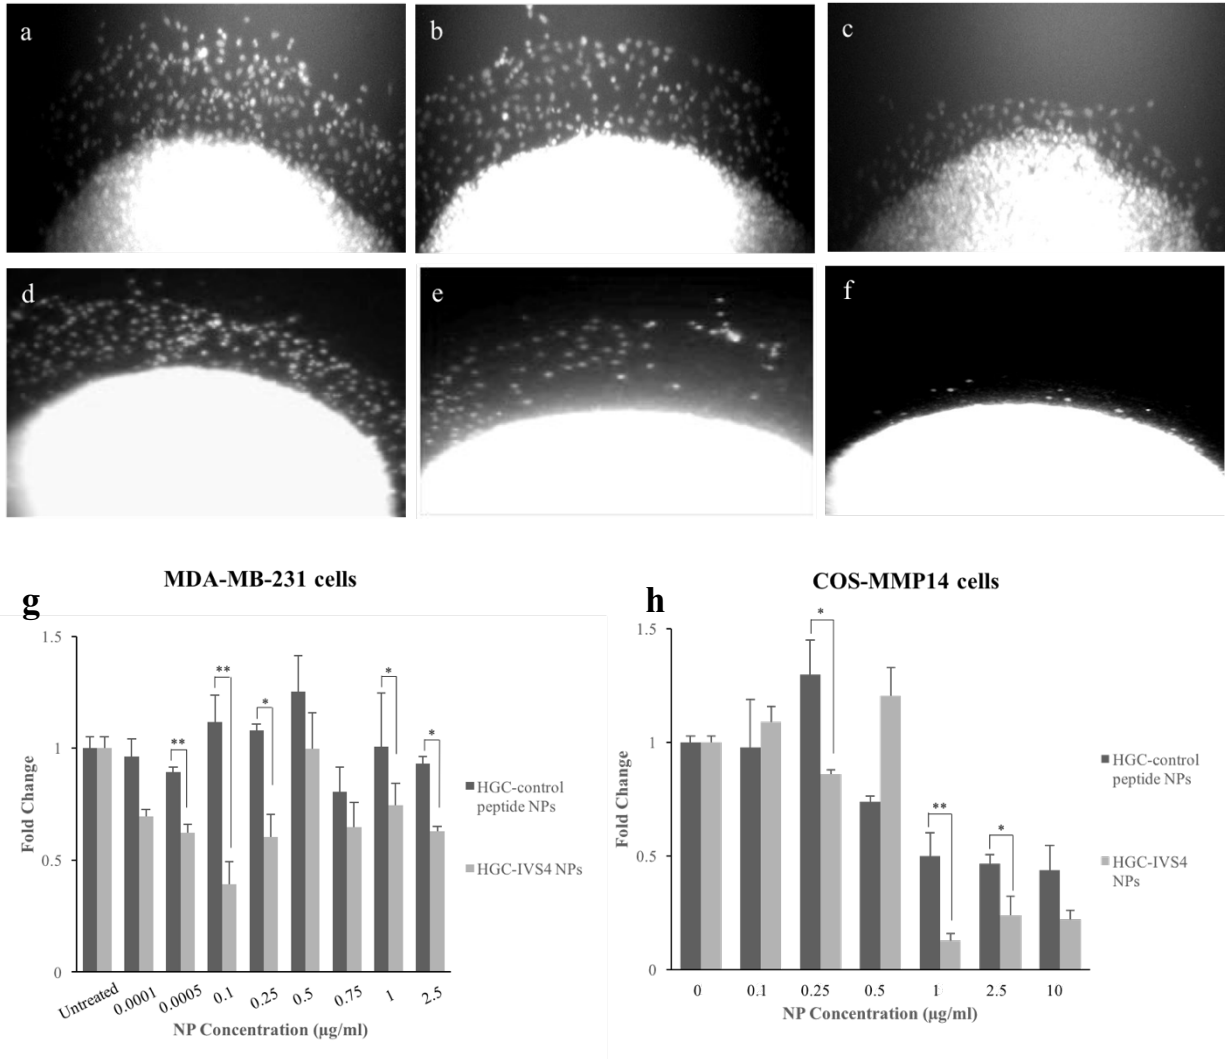 a
b
c
d
e
f
MDA-MB-231 cells
g
1.5
1
0.5
0
Fold Change
**
**
*
*
*
Untreated
0.0001
0.0005
0.1
0.25
0.5
0.75
1
2.5
NP Concentration (μg/ml)
HGC-control
peptide NPs
HGC-IVS4 NPs
COS-MMP14 cells
h
1.5
1
0.5
0
Fold Change
*
**
*
0
0.1
0.25
0.5
1
2.5
10
NP Concentration (μg/ml)
HGC-control
peptide NPs
HGC-IVS4
NPs